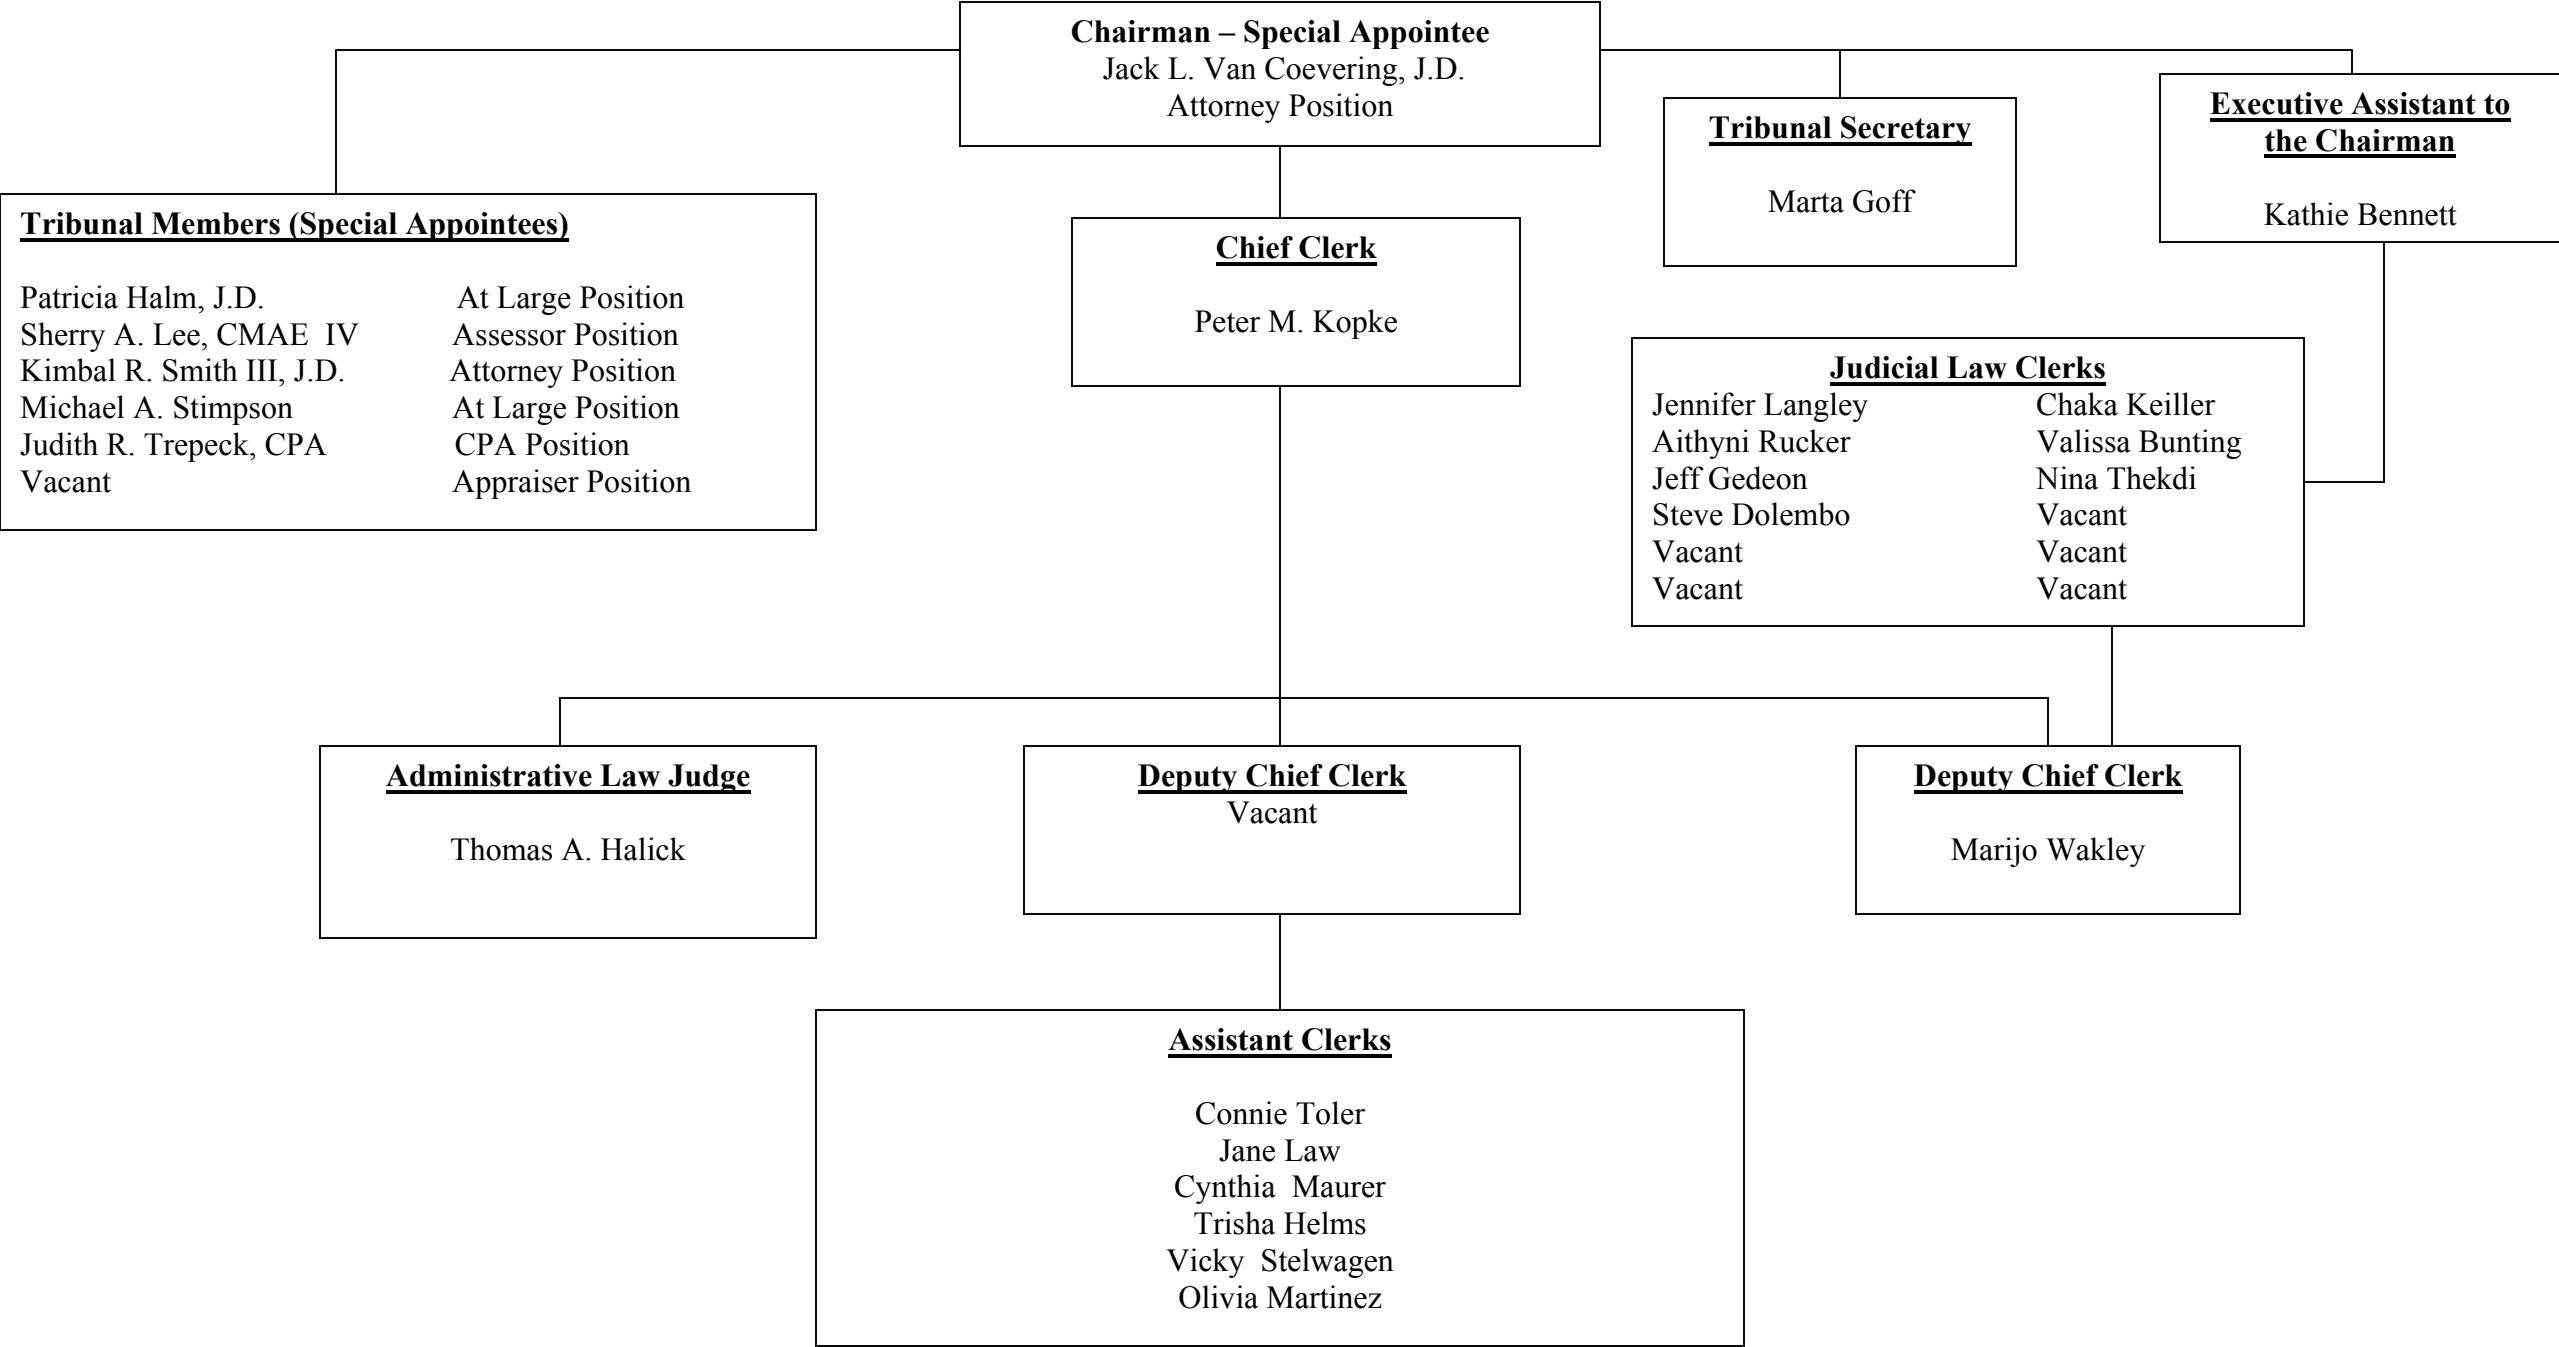 Chairman – Special Appointee
Jack L. Van Coevering, J.D.
Attorney Position
Tribunal Secretary
Marta Goff
Executive Assistant to
the Chairman
Kathie Bennett
Tribunal Members (Special Appointees)
Patricia Halm, J.D. At Large Position
Sherry A. Lee, CMAE IV Assessor Position
Kimbal R. Smith III, J.D. Attorney Position
Michael A. Stimpson At Large Position
Judith R. Trepeck, CPA CPA Position
Vacant Appraiser Position
Chief Clerk
Peter M. Kopke
Judicial Law Clerks
Jennifer Langley Chaka Keiller
Aithyni Rucker Valissa Bunting
Jeff Gedeon Nina Thekdi
Steve Dolembo Vacant
Vacant Vacant
Vacant Vacant
Administrative Law Judge
Thomas A. Halick
Deputy Chief Clerk
Vacant
Deputy Chief Clerk
Marijo Wakley
Assistant Clerks
Connie Toler
Jane Law
Cynthia Maurer
Trisha Helms
Vicky Stelwagen
Olivia Martinez